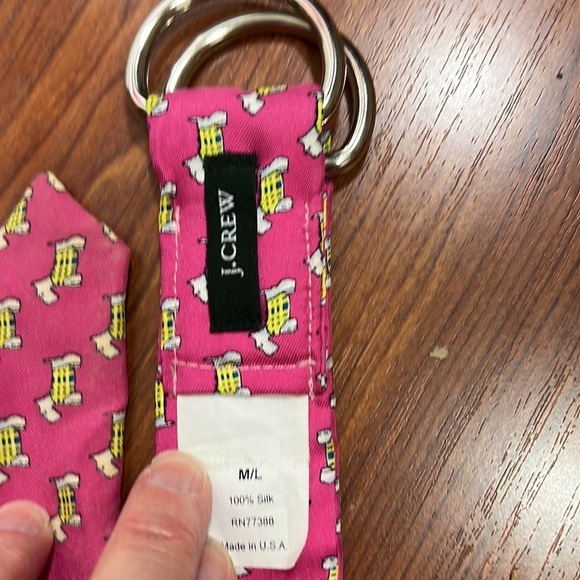 J.CREW
M/L
100% Silk
RN77388
Made in U.S.A.